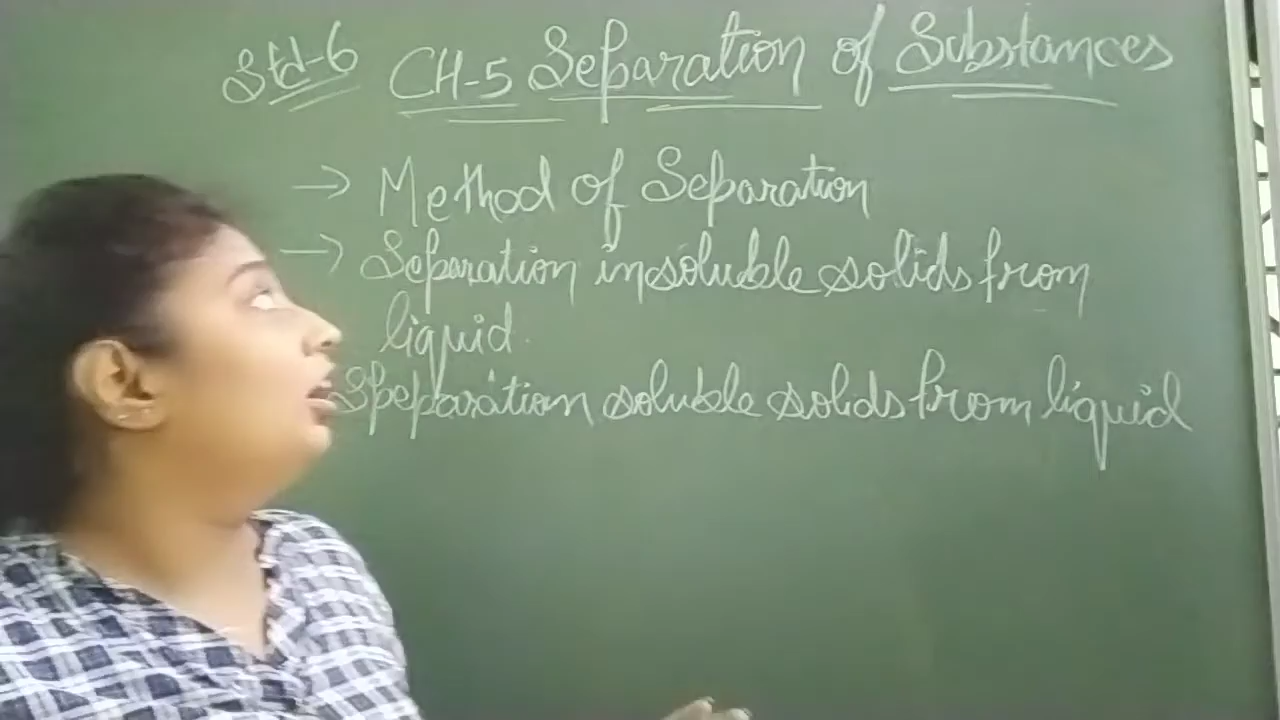 Std-6 CH-5 Separation of Substances
→ Method of Separation
→ Separation insoluble solids from
liquid.
Speparation soluble solids from liquid